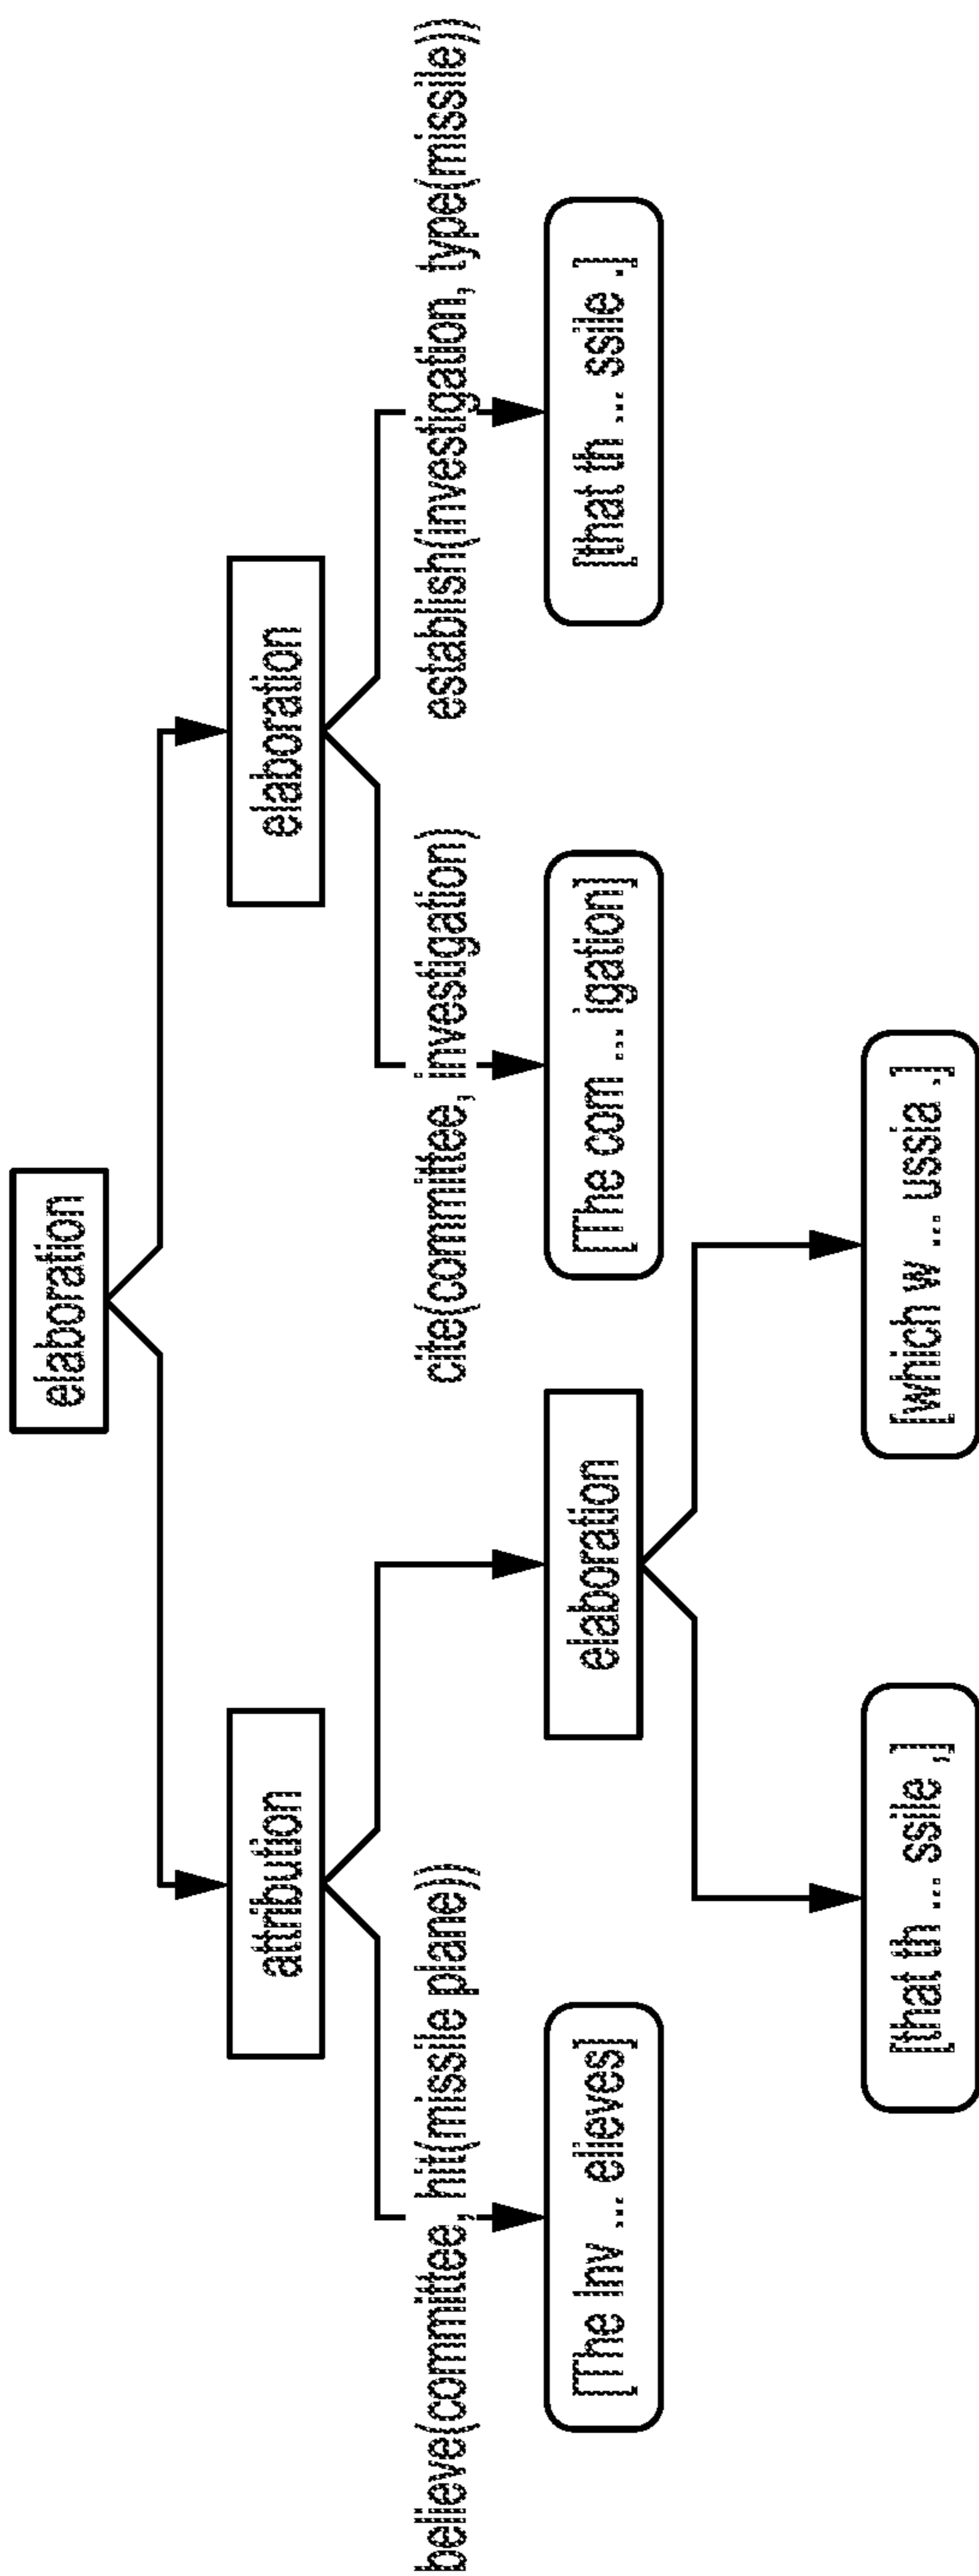 elaboration
attribution
elaboration
believe(committee, hit(missile plane))
cite(committee, investigation)
establish(investigation, type(missile))
[The Inv ... elieves]
elaboration
[The com ... igation]
[that th ... ssile .]
[that th ... ssile ,]
[which w ... ussia .]